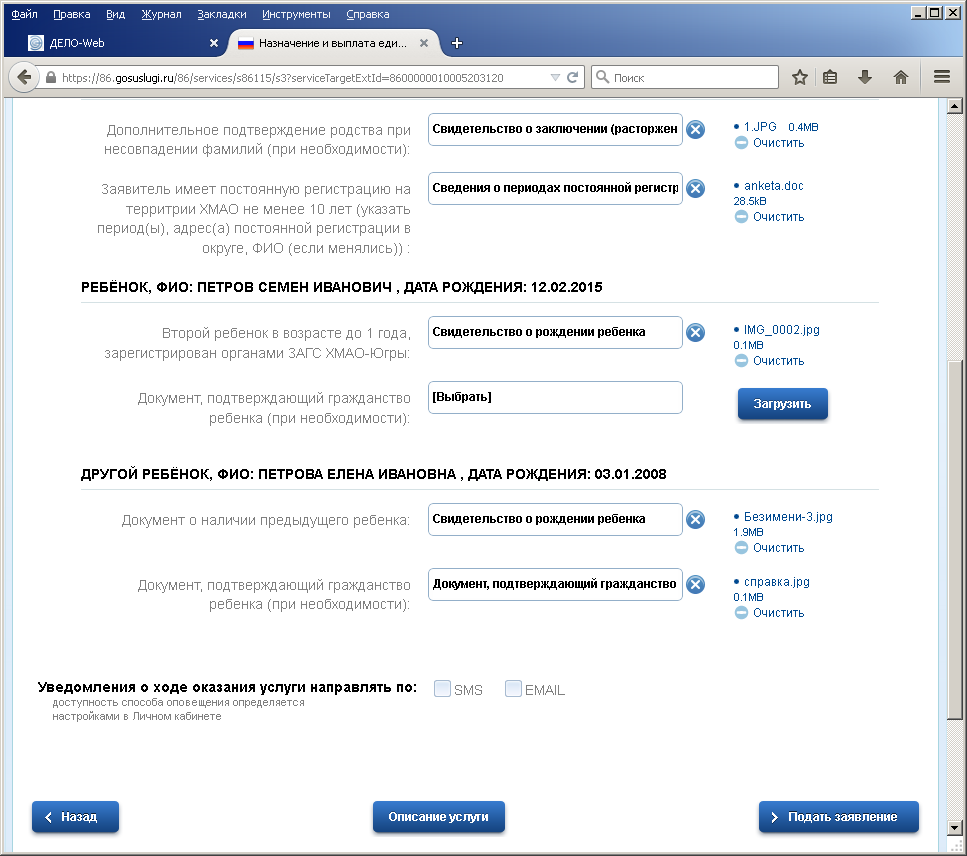 Файл Правка Вид Журнал Закладки Инструменты Справка
ДЕЛО-Web
Назначение и выплата еди...
https://86.gosuslugi.ru/86/services/s86115/s3?serviceTargetExtId=8600000010005203120
Поиск
Дополнительное подтверждение родства при
несовпадении фамилий (при необходимости):
Свидетельство о заключении (расторжен
1.JPG 0.4MB
Очистить
Заявитель имеет постоянную регистрацию на
территрии ХМАО не менее 10 лет (указать
период(ы), адрес(а) постоянной регистрации в
округе, ФИО (если менялись)) :
Сведения о периодах постоянной регистр
anketa.doc
28.5kB
Очистить
РЕБЁНОК, ФИО: ПЕТРОВ СЕМЕН ИВАНОВИЧ , ДАТА РОЖДЕНИЯ: 12.02.2015
Второй ребенок в возрасте до 1 года,
зарегистрирован органами ЗАГС ХМАО-Югры:
Свидетельство о рождении ребенка
IMG_0002.jpg
0.1MB
Очистить
Документ, подтверждающий гражданство
ребенка (при необходимости):
[Выбрать]
Загрузить
ДРУГОЙ РЕБЁНОК, ФИО: ПЕТРОВА ЕЛЕНА ИВАНОВНА , ДАТА РОЖДЕНИЯ: 03.01.2008
Документ о наличии предыдущего ребенка:
Свидетельство о рождении ребенка
Безимени-3.jpg
1.9MB
Очистить
Документ, подтверждающий гражданство
ребенка (при необходимости):
Документ, подтверждающий гражданство
справка.jpg
0.1MB
Очистить
Уведомления о ходе оказания услуги направлять по:
доступность способа оповещения определяется
настройками в Личном кабинете
SMS
EMAIL
Назад
Описание услуги
Подать заявление